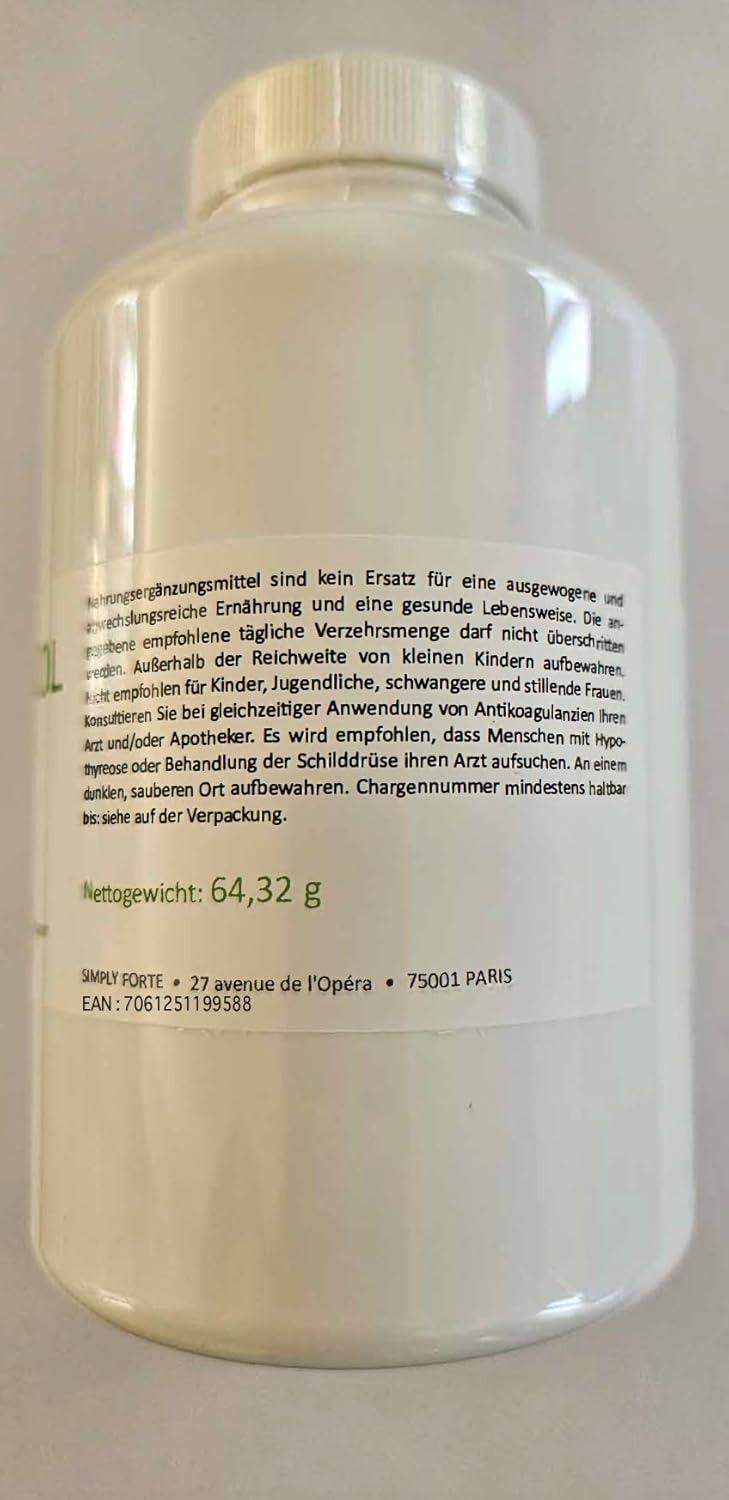 Nahrungsergänzungsmittel sind kein Ersatz für eine ausgewogene und
abwechslungsreiche Ernährung und eine gesunde Lebensweise. Die an-
gegebene empfohlene tägliche Verzehrsmenge darf nicht überschritten
werden. Außerhalb der Reichweite von kleinen Kindern aufbewahren.
Nicht empfohlen für Kinder, Jugendliche, schwangere und stillende Frauen.
Konsultieren Sie bei gleichzeitiger Anwendung von Antikoagulanzien Ihren
Arzt und/oder Apotheker. Es wird empfohlen, dass Menschen mit Hypo-
thyreose oder Behandlung der Schilddrüse ihren Arzt aufsuchen. An einem
dunklen, sauberen Ort aufbewahren. Chargennummer mindestens haltbar
bis: siehe auf der Verpackung.
Nettogewicht: 64,32 g
SIMPLY FORTE • 27 avenue de l'Opéra • 75001 PARIS
EAN : 7061251199588